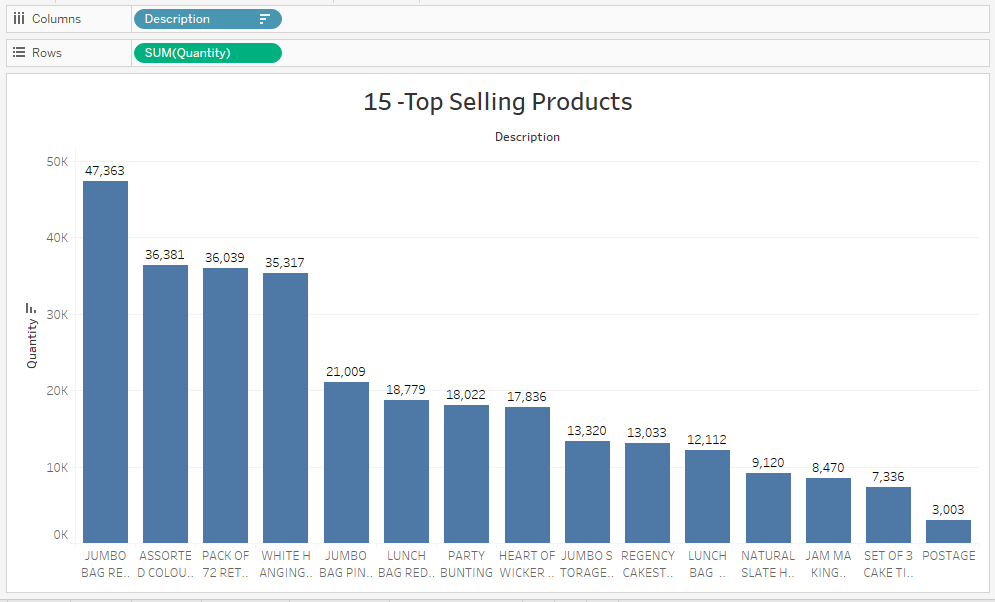 Columns
Description
Rows
SUM(Quantity)
15 -Top Selling Products
Description
Quantity
50K
40K
30K
20K
10K
0K
47,363
36,381
36,039
35,317
21,009
18,779
18,022
17,836
13,320
13,033
12,112
9,120
8,470
7,336
3,003
JUMBO
BAG RE..
ASSORTE
D COLOU..
PACK OF
72 RET..
WHITE H
ANGING..
JUMBO
BAG PIN..
LUNCH
BAG RED..
PARTY
BUNTING
HEART OF
WICKER ..
JUMBO S
TORAGE..
REGENCY
CAKEST..
LUNCH
BAG ..
NATURAL
SLATE H..
JAM MA
KING..
SET OF 3
CAKE TI..
POSTAGE